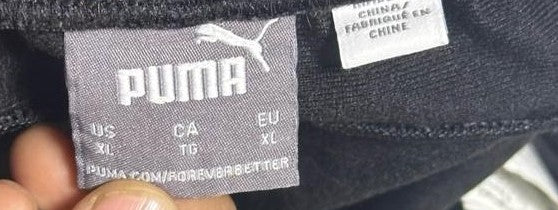 PUMA
US CA EU
XL TG XL
PUMA.COM/FOREVERBETTER
CHINA/
FABRIQUÉ EN
CHINE